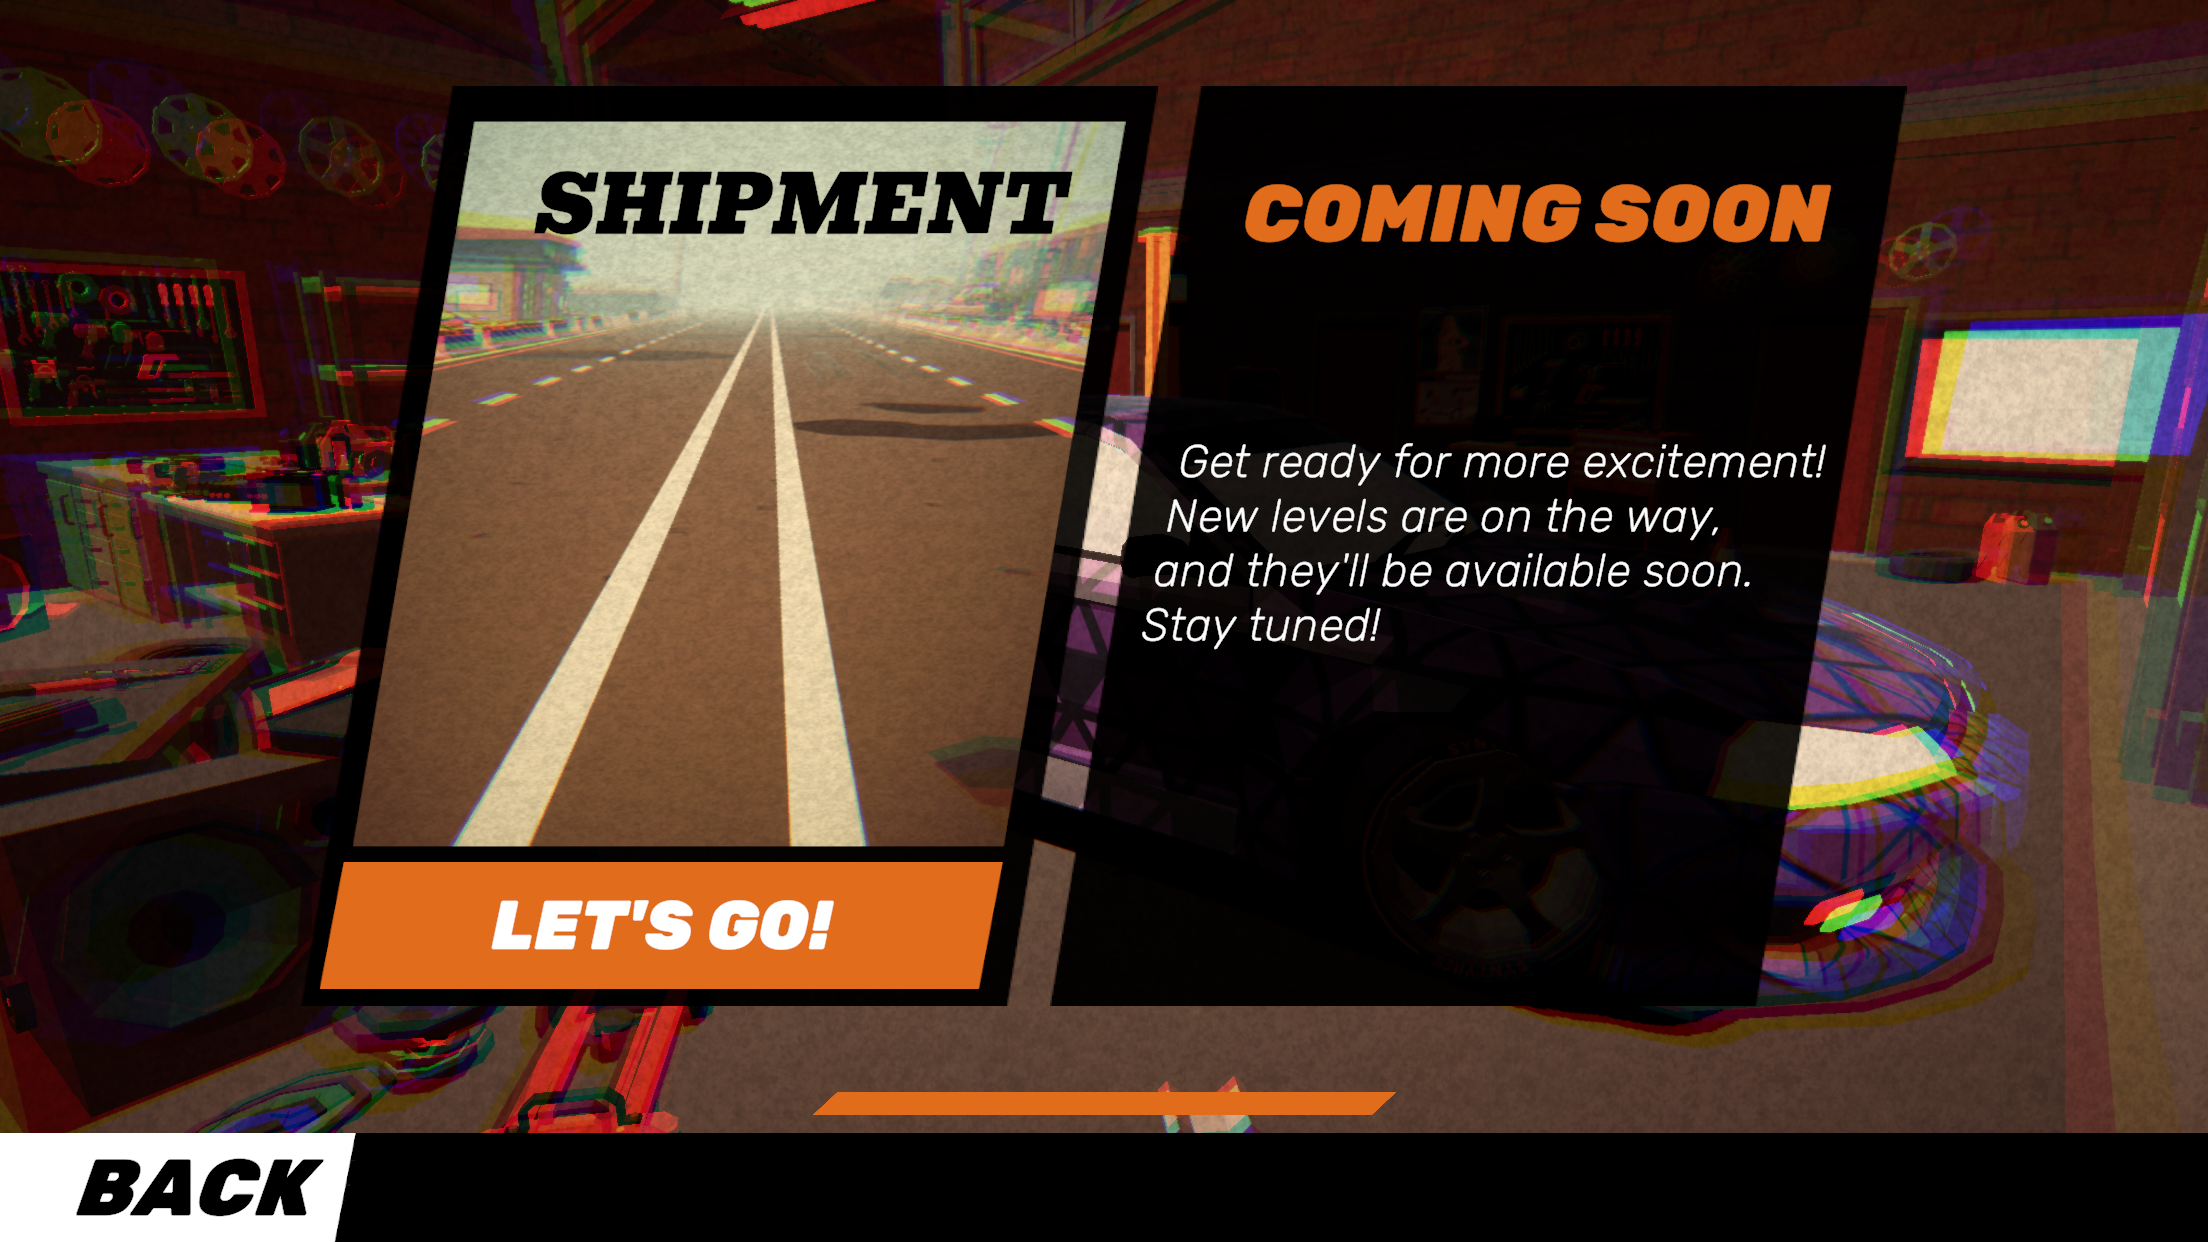 SHIPMENT
LET'S GO!
COMING SOON
Get ready for more excitement!
New levels are on the way,
and they'll be available soon.
Stay tuned!
BACK